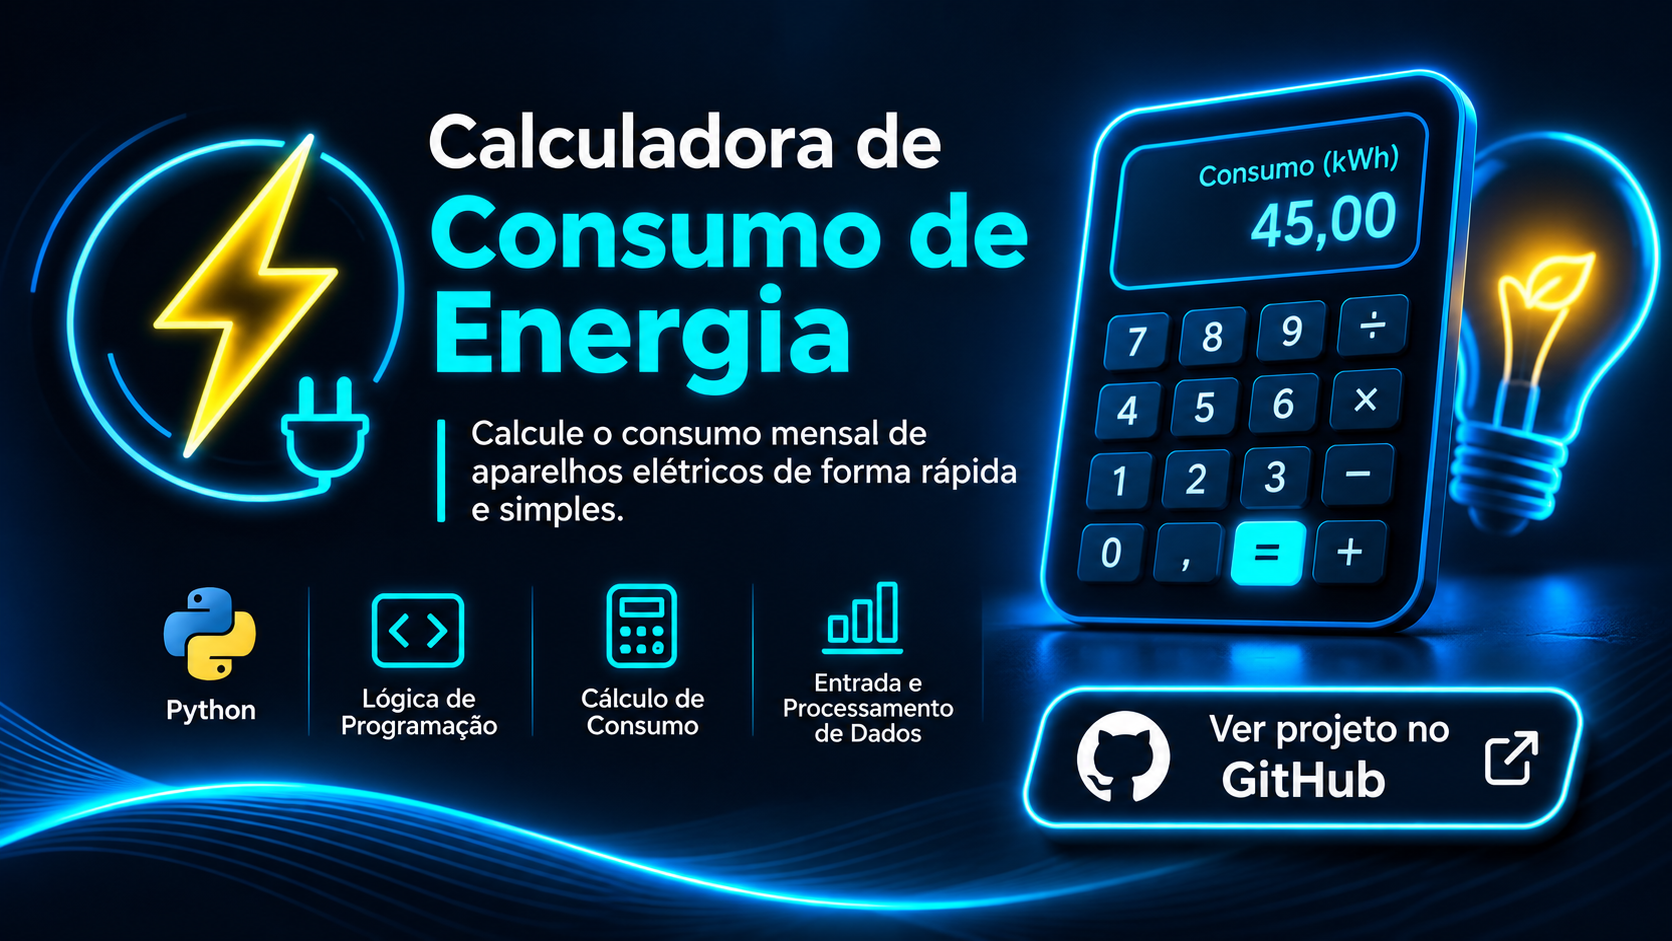 Calculadora de
Consumo de
Energia
Calcule o consumo mensal de
aparelhos elétricos de forma rápida
e simples.
Python
Lógica de
Programação
Cálculo de
Consumo
Entrada e
Processamento
de Dados
Consumo (kWh)
45,00
7 8 9 ÷
4 5 6 ×
1 2 3 −
0 , = +
Ver projeto no
GitHub